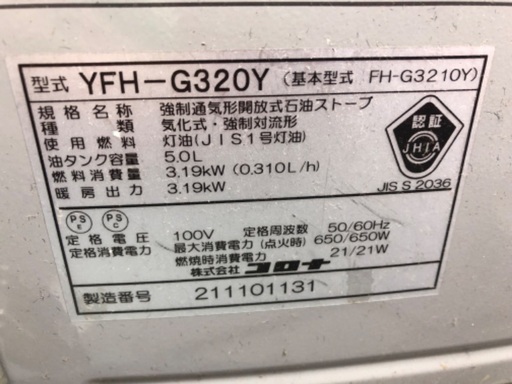 型式 YFH-G320Y (基本型式 FH-G3210Y)
規格名称 強制通気形開放式石油ストーブ
種類 気化式・強制対流形
使用燃料 灯油(JIS1号灯油)
油タンク容量 5.0L
燃料消費量 3.19kW (0.310L/h)
暖房出力 3.19kW
認証
JHIA
JIS S 2036
PS E PS C
定格電圧 100V 定格周波数 50/60Hz
定格消費電力 最大消費電力(点火時) 650/650W
燃焼時消費電力 21/21W
株式会社コロナ
製造番号 211101131